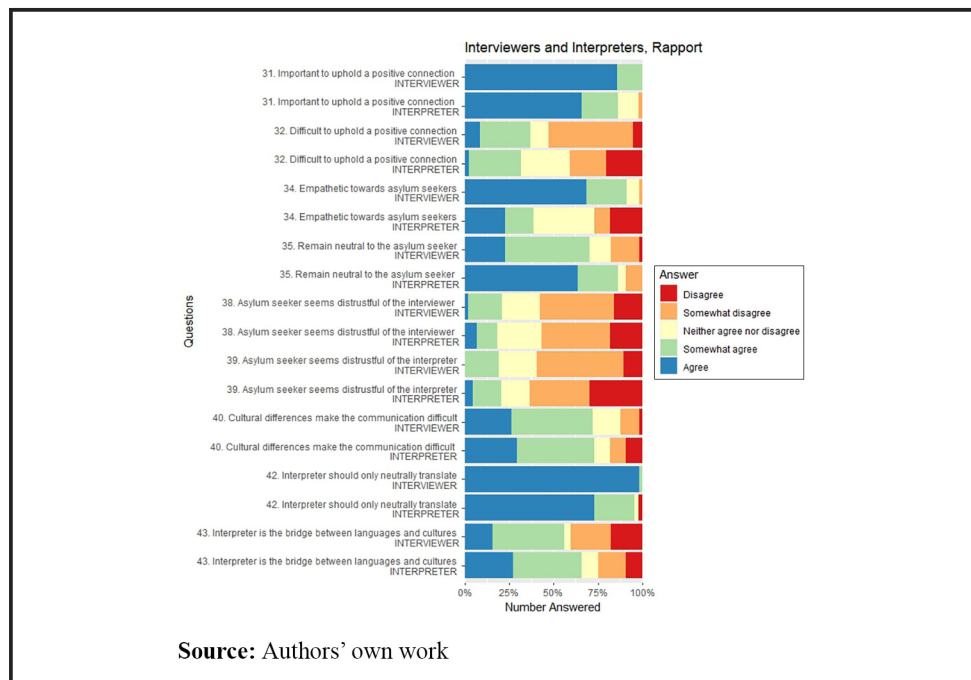 Interviewers and Interpreters, Rapport
31. Important to uphold a positive connection
INTERVIEWER
31. Important to uphold a positive connection
INTERPRETER
32. Difficult to uphold a positive connection
INTERVIEWER
32. Difficult to uphold a positive connection
INTERPRETER
34. Empathetic towards asylum seekers
INTERVIEWER
34. Empathetic towards asylum seekers
INTERPRETER
35. Remain neutral to the asylum seeker
INTERVIEWER
35. Remain neutral to the asylum seeker
INTERPRETER
38. Asylum seeker seems distrustful of the interviewer
INTERVIEWER
38. Asylum seeker seems distrustful of the interviewer
INTERPRETER
39. Asylum seeker seems distrustful of the interpreter
INTERVIEWER
39. Asylum seeker seems distrustful of the interpreter
INTERPRETER
40. Cultural differences make the communication difficult
INTERVIEWER
40. Cultural differences make the communication difficult
INTERPRETER
42. Interpreter should only neutrally translate
INTERVIEWER
42. Interpreter should only neutrally translate
INTERPRETER
43. Interpreter is the bridge between languages and cultures
INTERVIEWER
43. Interpreter is the bridge between languages and cultures
INTERPRETER
Questions
0% 25% 50% 75% 100%
Number Answered
Answer
Disagree
Somewhat disagree
Neither agree nor disagree
Somewhat agree
Agree
Source: Authors' own work